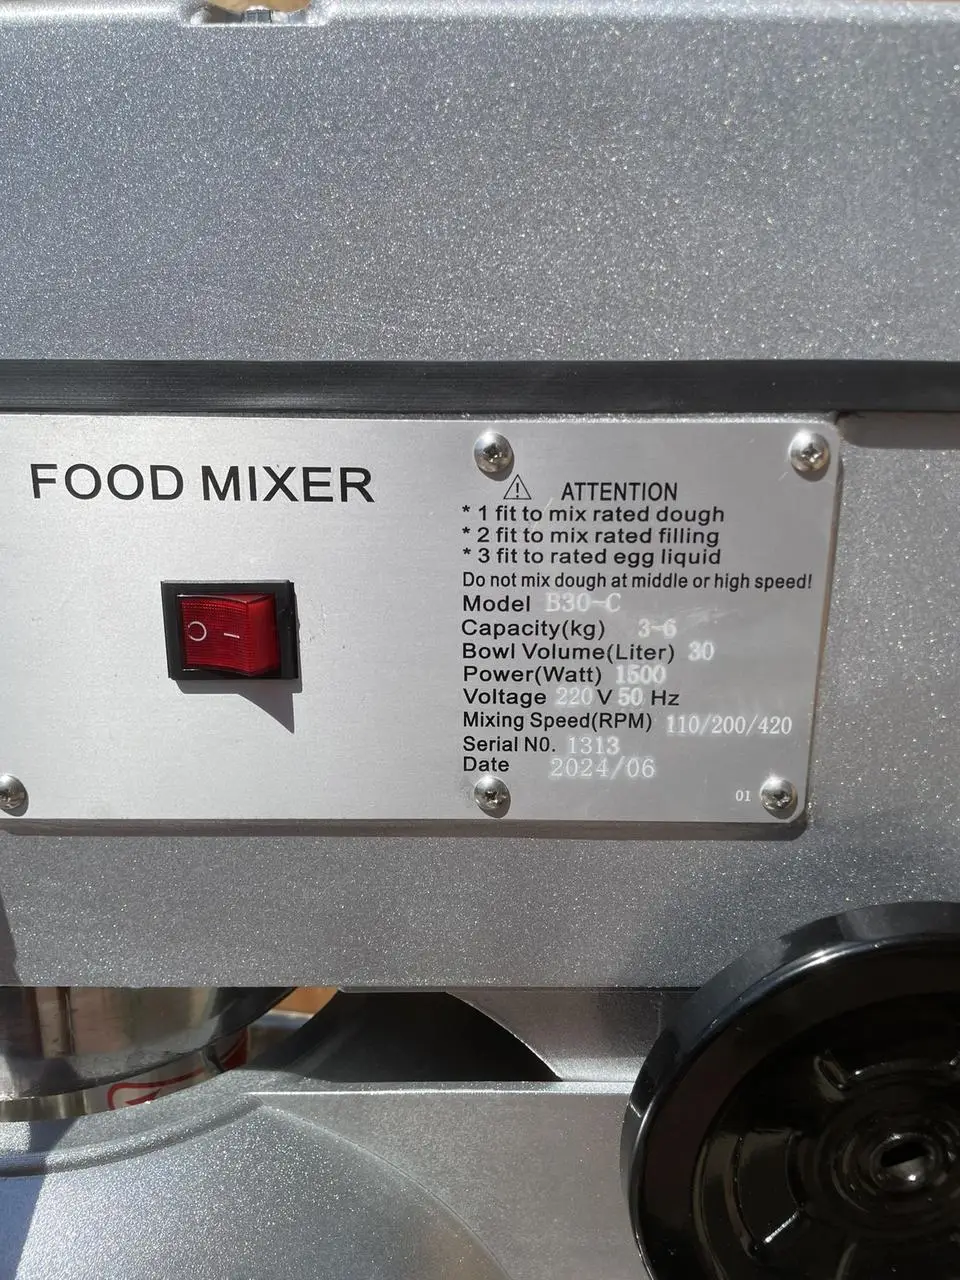 FOOD MIXER
ATTENTION
* 1 fit to mix rated dough
* 2 fit to mix rated filling
* 3 fit to rated egg liquid
Do not mix dough at middle or high speed!
Model B30-C
Capacity(kg) 3-6
Bowl Volume(Liter) 30
Power(Watt) 1500
Voltage 220 V 50 Hz
Mixing Speed(RPM) 110/200/420
Serial N0. 1313
Date 2024/06
01